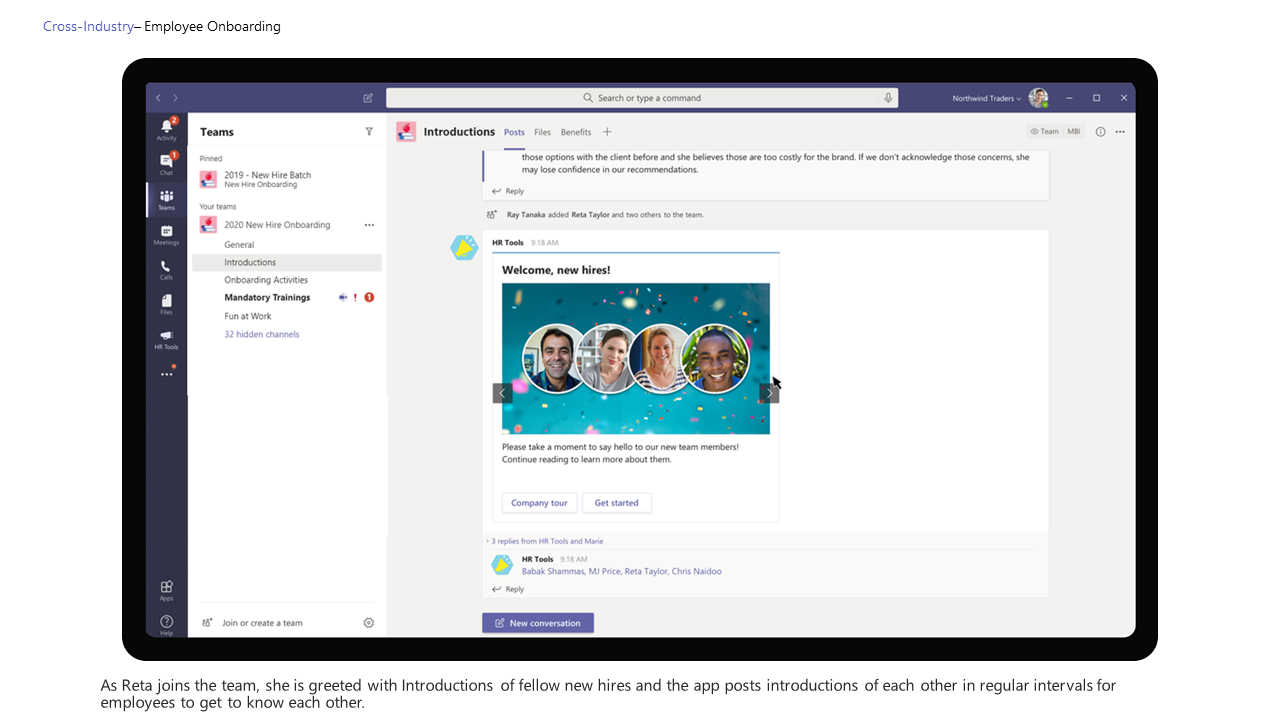 Cross-Industry– Employee Onboarding
Search or type a command
Northwind Traders
2
Activity
1
Chat
Teams
Meetings
Calls
Files
HR Tools
Apps
Help
Teams
Pinned
2019 - New Hire Batch
New Hire Onboarding
Your teams
2020 New Hire Onboarding
General
Introductions
Onboarding Activities
Mandatory Trainings ! 1
Fun at Work
32 hidden channels
Join or create a team
Introductions Posts Files Benefits +
Team MBI
those options with the client before and she believes those are too costly for the brand. If we don't acknowledge those concerns, she
may lose confidence in our recommendations.
Reply
Ray Tanaka added Reta Taylor and two others to the team.
HR Tools 9:18 AM
Welcome, new hires!
Please take a moment to say hello to our new team members!
Continue reading to learn more about them.
Company tour Get started
3 replies from HR Tools and Marie
HR Tools 9:18 AM
Babak Shammas, MJ Price, Reta Taylor, Chris Naidoo
Reply
New conversation
As Reta joins the team, she is greeted with Introductions of fellow new hires and the app posts introductions of each other in regular intervals for
employees to get to know each other.